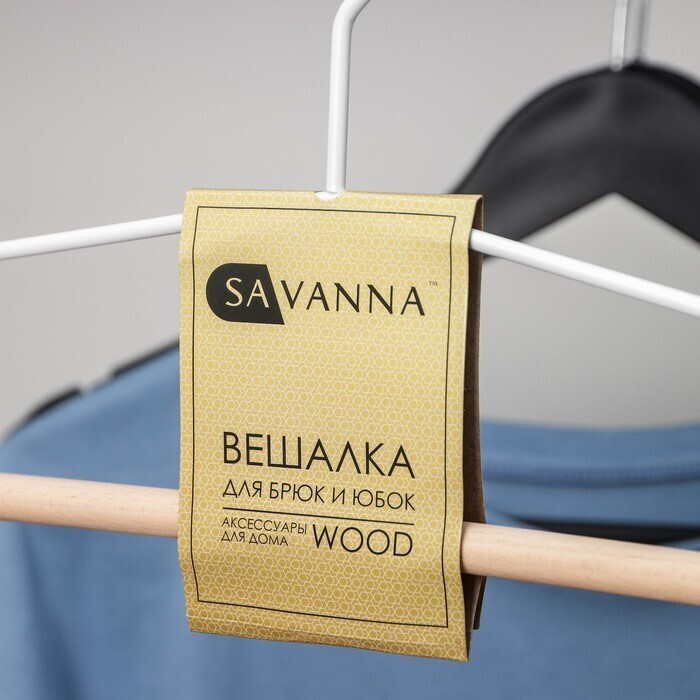 SAVANNA™
ВЕШАЛКА
ДЛЯ БРЮК И ЮБОК
АКСЕССУАРЫ
ДЛЯ ДОМА
WOOD